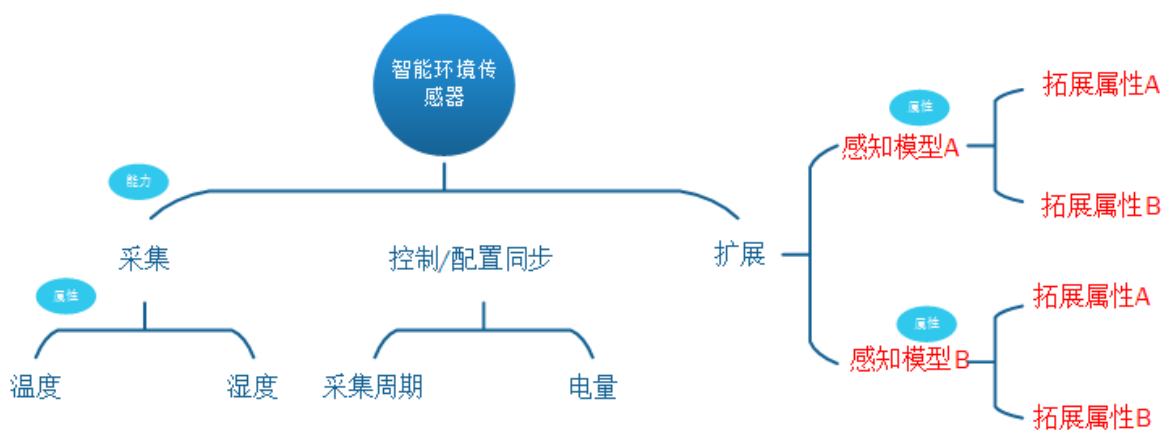 智能环境传
感器
能力
采集
控制/配置同步
扩展
属性
温度
湿度
采集周期
电量
属性
感知模型A
拓展属性A
拓展属性B
属性
感知模型B
拓展属性A
拓展属性B